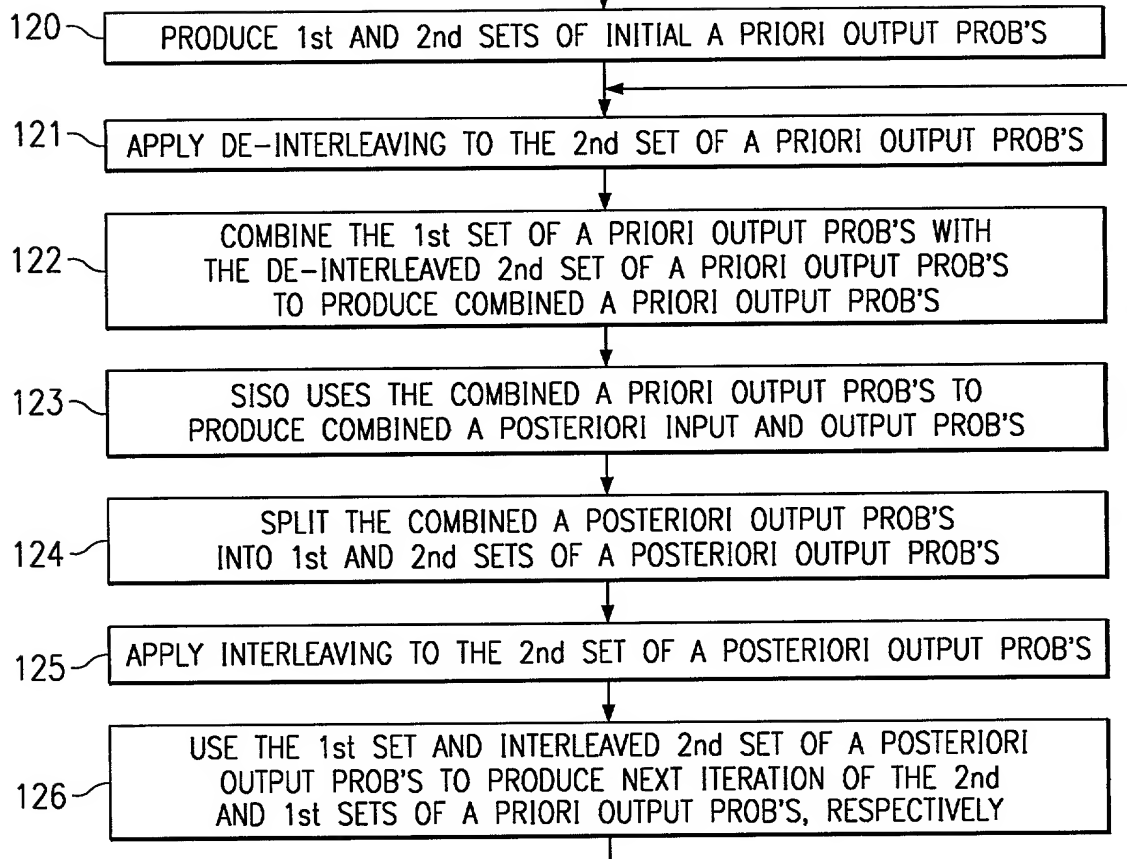 120
PRODUCE 1st AND 2nd SETS OF INITIAL A PRIORI OUTPUT PROB'S
121
APPLY DE-INTERLEAVING TO THE 2nd SET OF A PRIORI OUTPUT PROB'S
122
COMBINE THE 1st SET OF A PRIORI OUTPUT PROB'S WITH
THE DE-INTERLEAVED 2nd SET OF A PRIORI OUTPUT PROB'S
TO PRODUCE COMBINED A PRIORI OUTPUT PROB'S
123
SISO USES THE COMBINED A PRIORI OUTPUT PROB'S TO
PRODUCE COMBINED A POSTERIORI INPUT AND OUTPUT PROB'S
124
SPLIT THE COMBINED A POSTERIORI OUTPUT PROB'S
INTO 1st AND 2nd SETS OF A POSTERIORI OUTPUT PROB'S
125
APPLY INTERLEAVING TO THE 2nd SET OF A POSTERIORI OUTPUT PROB'S
126
USE THE 1st SET AND INTERLEAVED 2nd SET OF A POSTERIORI
OUTPUT PROB'S TO PRODUCE NEXT ITERATION OF THE 2nd
AND 1st SETS OF A PRIORI OUTPUT PROB'S, RESPECTIVELY